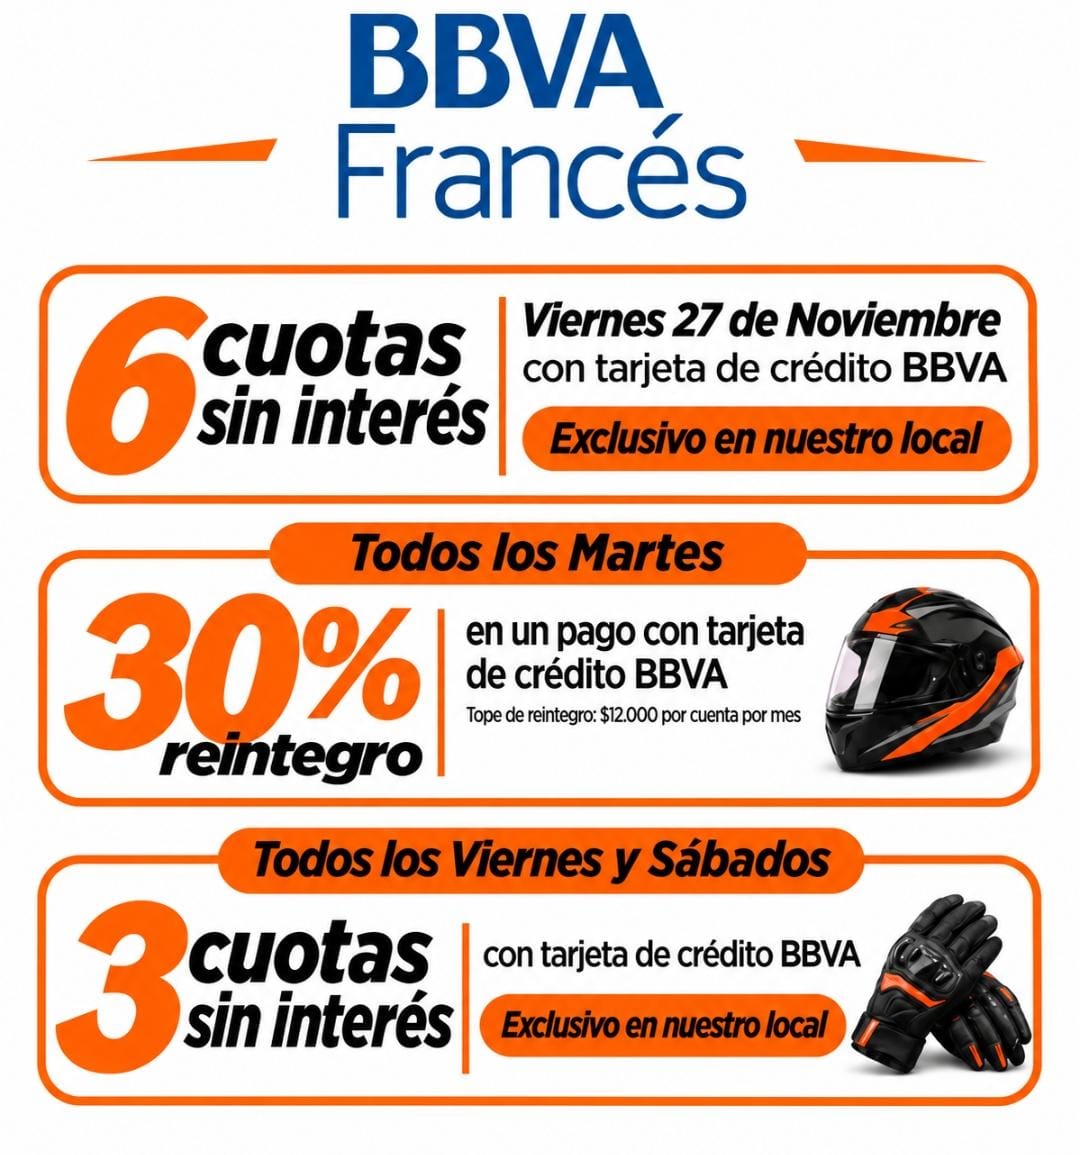 BBVA
Francés
6 cuotas
sin interés
Viernes 27 de Noviembre
con tarjeta de crédito BBVA
Exclusivo en nuestro local
Todos los Martes
30%
reintegro
en un pago con tarjeta
de crédito BBVA
Tope de reintegro: $12.000 por cuenta por mes
Todos los Viernes y Sábados
3 cuotas
sin interés
con tarjeta de crédito BBVA
Exclusivo en nuestro local